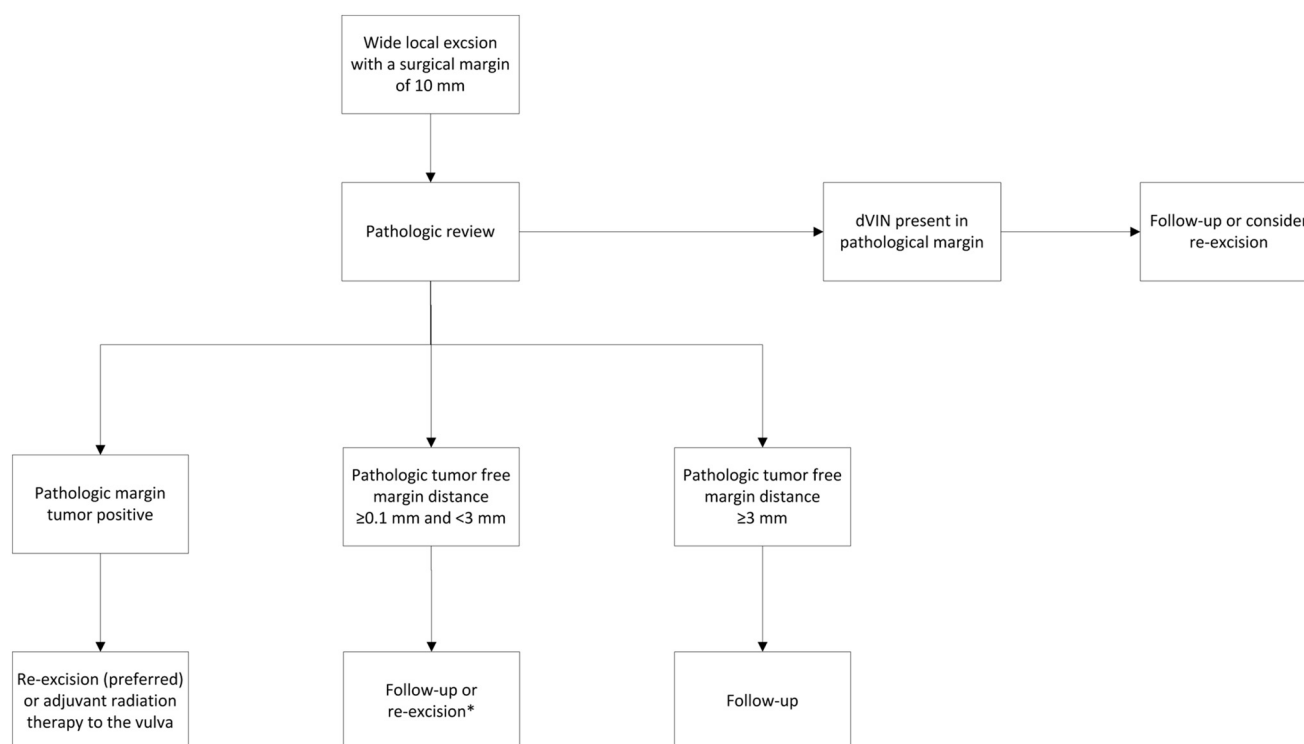 Wide local excsion
with a surgical margin
of 10 mm
Pathologic review
dVIN present in
pathological margin
Follow-up or consider
re-excision
Pathologic margin
tumor positive
Pathologic tumor free
margin distance
≥0.1 mm and <3 mm
Pathologic tumor free
margin distance
≥3 mm
Re-excision (preferred)
or adjuvant radiation
therapy to the vulva
Follow-up or
re-excision*
Follow-up